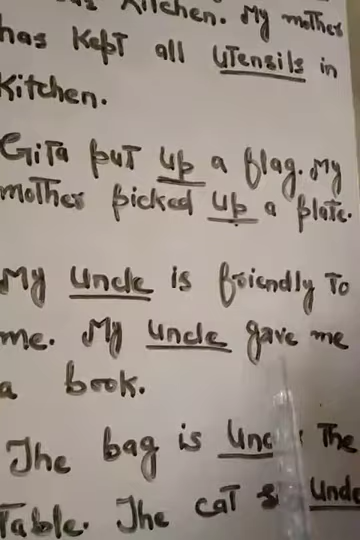 Kitchen. My mother
has kept all utensils in
kitchen.
Gita put up a flag. My
mother picked up a plate.
My uncle is friendly to
me. My uncle gave me
a book.
The bag is the
Table. The cat